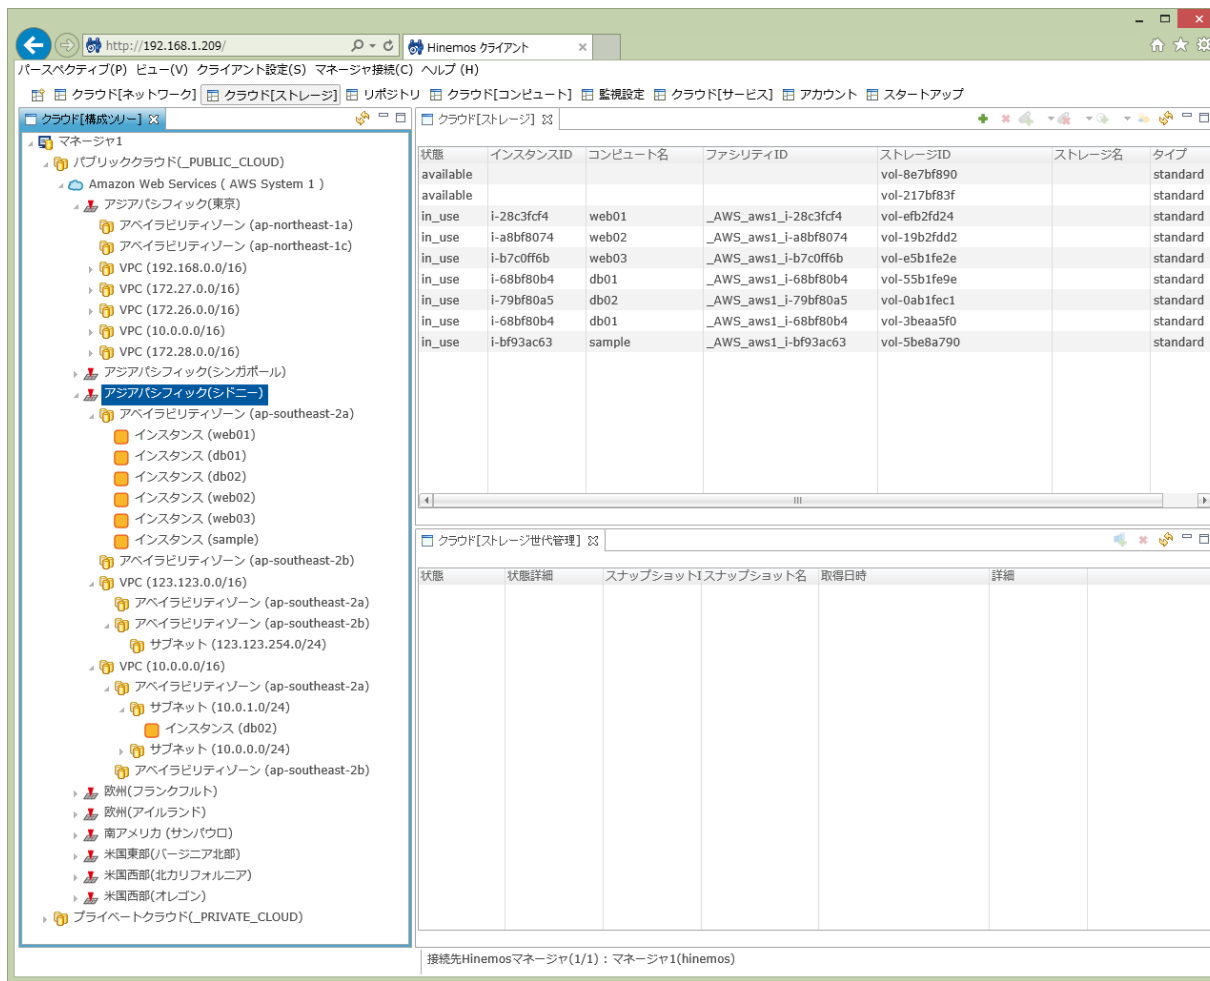 http://192.168.1.209/
Hinemos クライアント
パースペクティブ(P) ビュー(V) クライアント設定(S) マネージャ接続(C) ヘルプ (H)
クラウド[ネットワーク] クラウド[ストレージ] リポジトリ クラウド[コンピュート] 監視設定 クラウド[サービス] アカウント スタートアップ
クラウド[構成ツリー]
マネージャ1
パブリッククラウド(_PUBLIC_CLOUD)
Amazon Web Services ( AWS System 1 )
アジアパシフィック(東京)
アベイラビリティゾーン (ap-northeast-1a)
アベイラビリティゾーン (ap-northeast-1c)
VPC (192.168.0.0/16)
VPC (172.27.0.0/16)
VPC (172.26.0.0/16)
VPC (10.0.0.0/16)
VPC (172.28.0.0/16)
アジアパシフィック(シンガポール)
アジアパシフィック(シドニー)
アベイラビリティゾーン (ap-southeast-2a)
インスタンス (web01)
インスタンス (db01)
インスタンス (db02)
インスタンス (web02)
インスタンス (web03)
インスタンス (sample)
アベイラビリティゾーン (ap-southeast-2b)
VPC (123.123.0.0/16)
アベイラビリティゾーン (ap-southeast-2a)
アベイラビリティゾーン (ap-southeast-2b)
サブネット (123.123.254.0/24)
VPC (10.0.0.0/16)
アベイラビリティゾーン (ap-southeast-2a)
サブネット (10.0.1.0/24)
インスタンス (db02)
サブネット (10.0.0.0/24)
アベイラビリティゾーン (ap-southeast-2b)
欧州(フランクフルト)
欧州(アイルランド)
南アメリカ (サンパウロ)
米国東部(バージニア北部)
米国西部(北カリフォルニア)
米国西部(オレゴン)
プライベートクラウド(_PRIVATE_CLOUD)
クラウド[ストレージ]
状態 インスタンスID コンピュート名 ファシリティID ストレージID ストレージ名 タイプ
available vol-8e7bf890 standard
available vol-217bf83f standard
in_use i-28c3fcf4 web01 _AWS_aws1_i-28c3fcf4 vol-efb2fd24 standard
in_use i-a8bf8074 web02 _AWS_aws1_i-a8bf8074 vol-19b2fdd2 standard
in_use i-b7c0ff6b web03 _AWS_aws1_i-b7c0ff6b vol-e5b1fe2e standard
in_use i-68bf80b4 db01 _AWS_aws1_i-68bf80b4 vol-55b1fe9e standard
in_use i-79bf80a5 db02 _AWS_aws1_i-79bf80a5 vol-0ab1fec1 standard
in_use i-68bf80b4 db01 _AWS_aws1_i-68bf80b4 vol-3beaa5f0 standard
in_use i-bf93ac63 sample _AWS_aws1_i-bf93ac63 vol-5be8a790 standard
クラウド[ストレージ世代管理]
状態 状態詳細 スナップショットI スナップショット名 取得日時 詳細
接続先Hinemosマネージャ(1/1) : マネージャ1(hinemos)